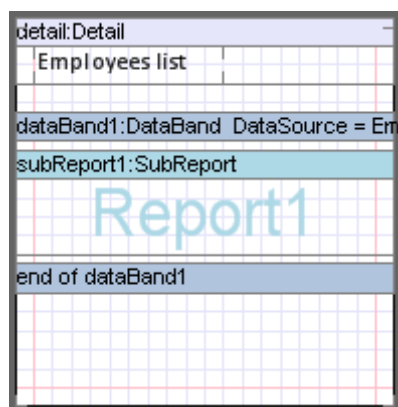 detail:Detail
Employees list
dataBand1:DataBand DataSource = Em
subReport1:SubReport
Report1
end of dataBand1